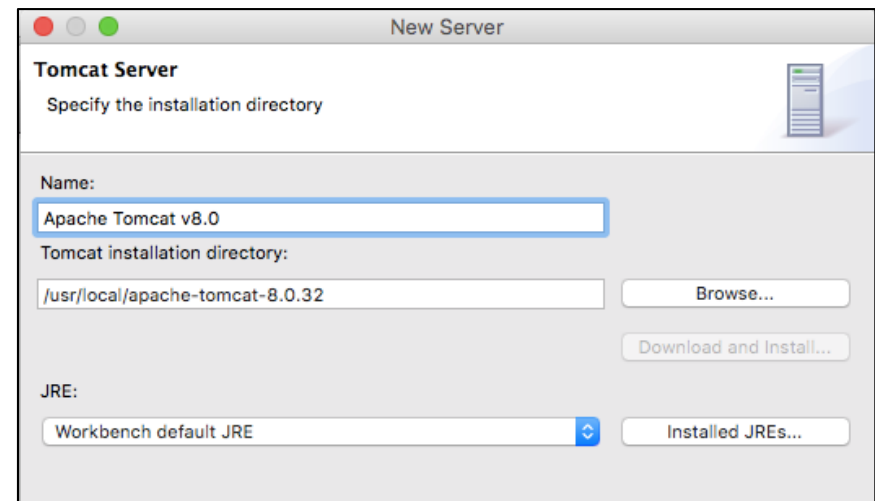 New Server
Tomcat Server
Specify the installation directory
Name:
Apache Tomcat v8.0
Tomcat installation directory:
/usr/local/apache-tomcat-8.0.32
Browse...
Download and Install...
JRE:
Workbench default JRE
Installed JREs...